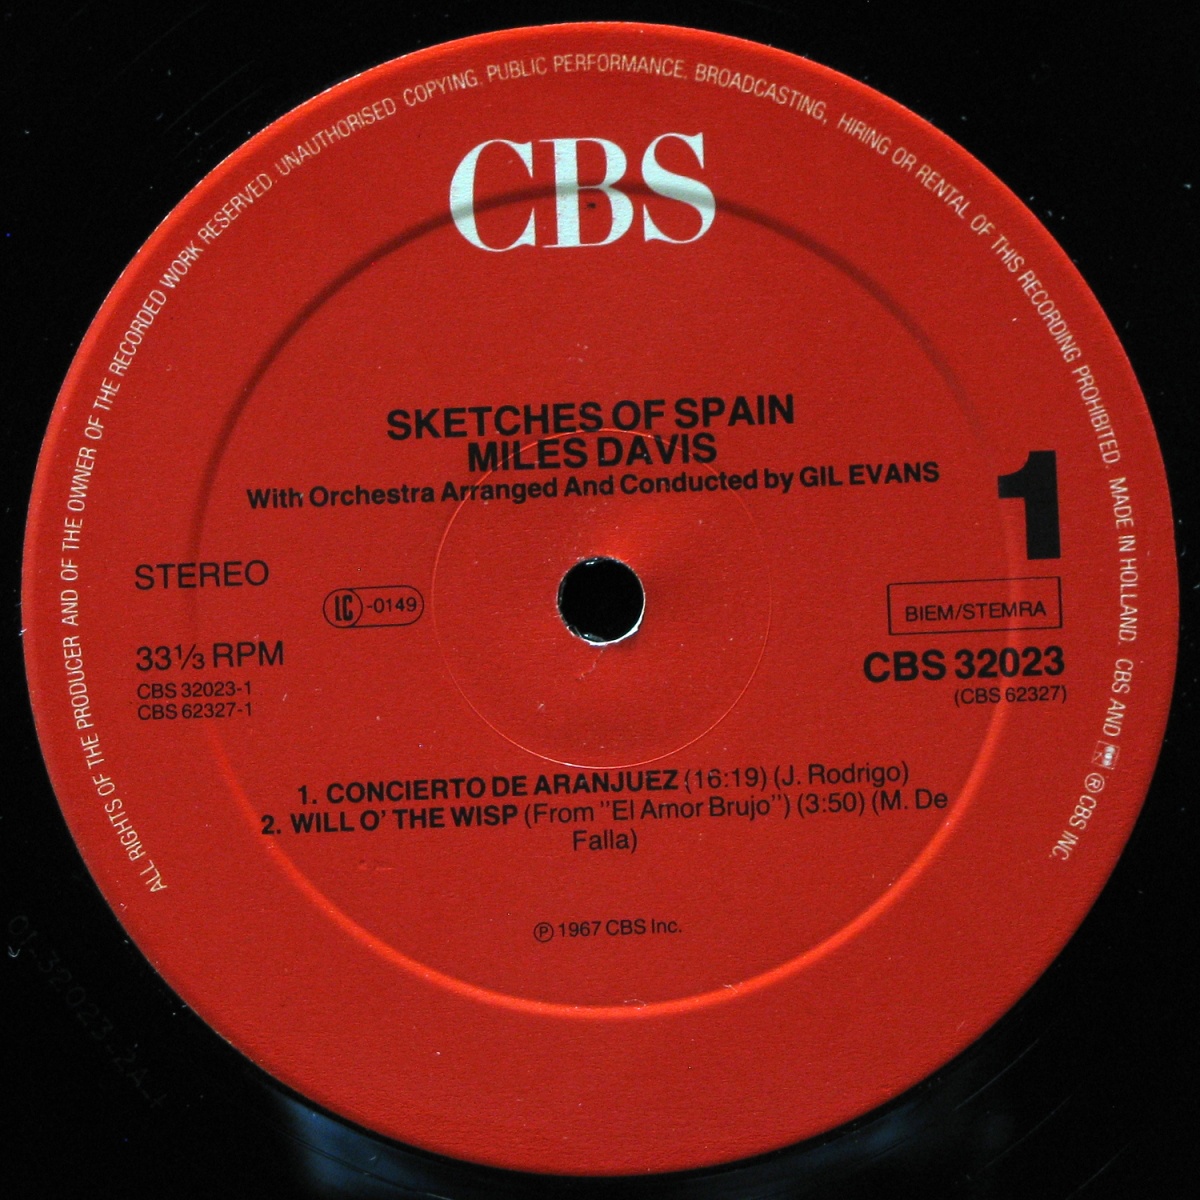 ALL RIGHTS OF THE PRODUCER AND OF THE OWNER OF THE RECORDED WORK RESERVED. UNAUTHORISED COPYING. PUBLIC PERFORMANCE. BROADCASTING, HIRING OR RENTAL OF THIS RECORDING PROHIBITED. MADE IN HOLLAND. CBS AND ® CBS INC.
CBS
SKETCHES OF SPAIN
MILES DAVIS
With Orchestra Arranged And Conducted by GIL EVANS
1
STEREO
LC -0149
BIEM/STEMRA
33⅓ RPM
CBS 32023
CBS 32023-1
(CBS 62327)
CBS 62327-1
1. CONCIERTO DE ARANJUEZ (16:19) (J. Rodrigo)
2. WILL O' THE WISP (From "El Amor Brujo") (3:50) (M. De
Falla)
℗ 1967 CBS Inc.